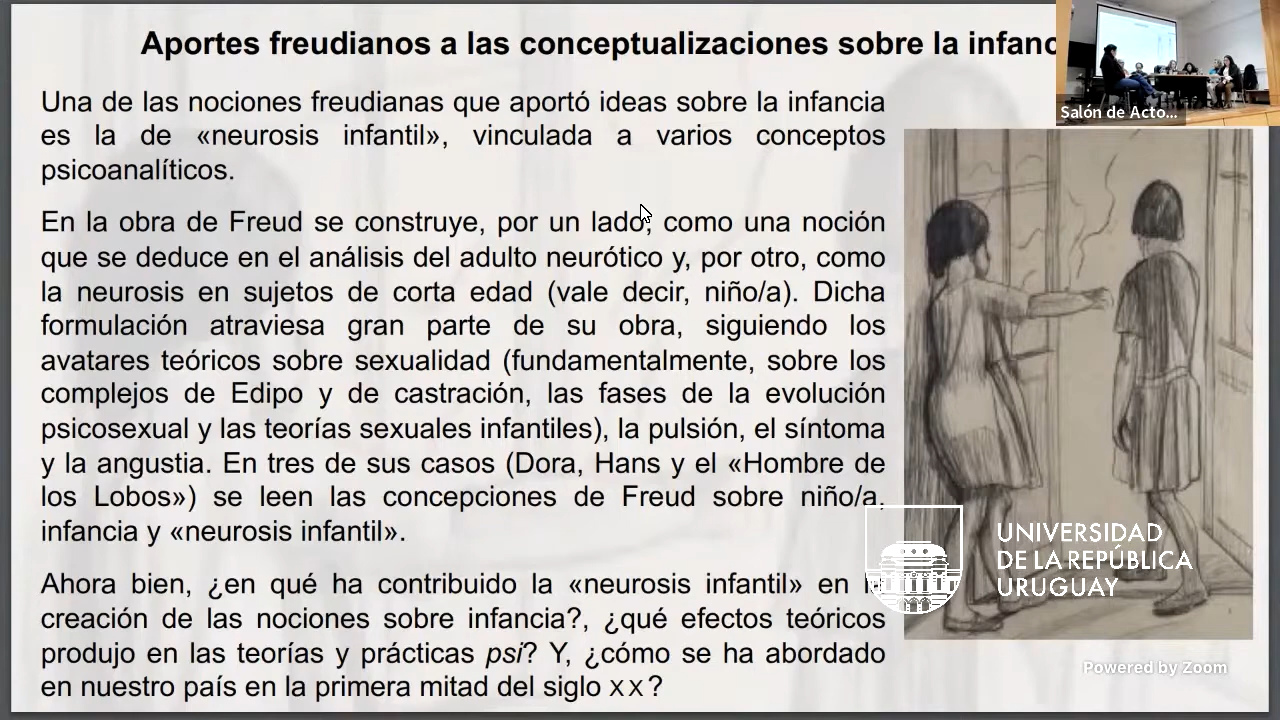 Aportes freudianos a las conceptualizaciones sobre la infanc
Salón de Acto...
Una de las nociones freudianas que aportó ideas sobre la infancia
es la de «neurosis infantil», vinculada a varios conceptos
psicoanalíticos.
En la obra de Freud se construye, por un lado, como una noción
que se deduce en el análisis del adulto neurótico y, por otro, como
la neurosis en sujetos de corta edad (vale decir, niño/a). Dicha
formulación atraviesa gran parte de su obra, siguiendo los
avatares teóricos sobre sexualidad (fundamentalmente, sobre los
complejos de Edipo y de castración, las fases de la evolución
psicosexual y las teorías sexuales infantiles), la pulsión, el síntoma
y la angustia. En tres de sus casos (Dora, Hans y el «Hombre de
los Lobos») se leen las concepciones de Freud sobre niño/a,
infancia y «neurosis infantil».
Ahora bien, ¿en qué ha contribuido la «neurosis infantil» en la
creación de las nociones sobre infancia?, ¿qué efectos teóricos
produjo en las teorías y prácticas psi? Y, ¿cómo se ha abordado
en nuestro país en la primera mitad del siglo XX?
UNIVERSIDAD
DE LA REPÚBLICA
URUGUAY
Powered by Zoom